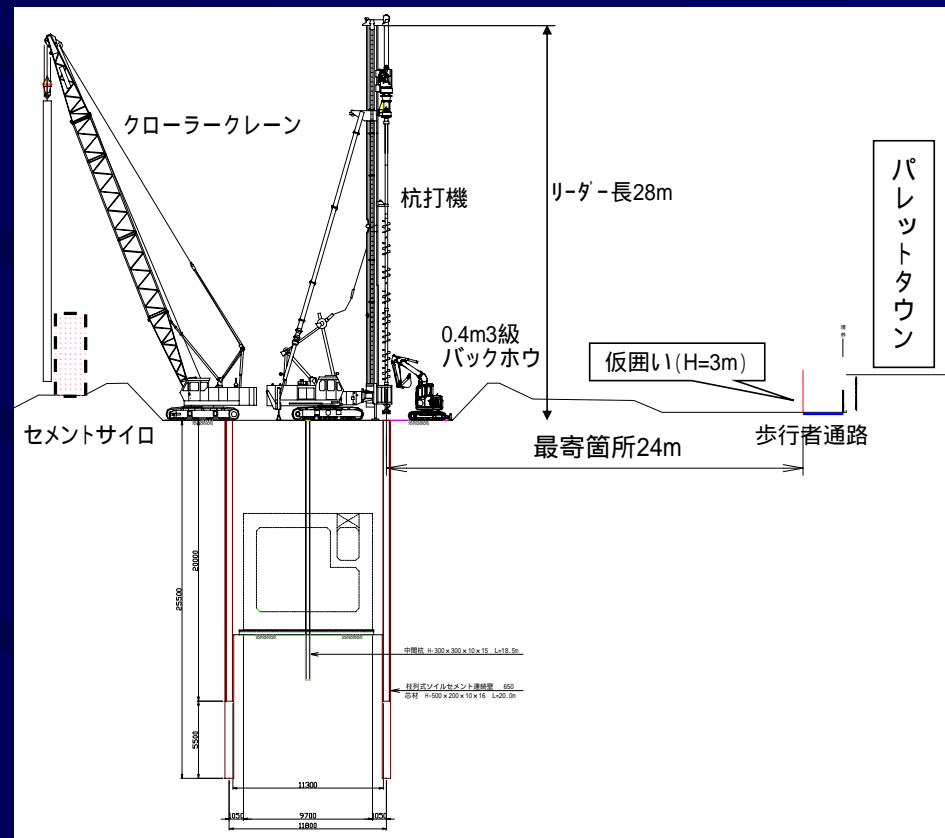 クローラークレーン
杭打機
リーダー長28m
パレットタウン
0.4m3級
バックホウ
境界
仮囲い(H=3m)
セメントサイロ
歩行者通路
最寄箇所24m
20000
25500
5500
中間杭 H-300×300×10×15 L=18.5m
柱列式ソイルセメント連続壁 650
芯材 H-500×200×10×16 L=20.0m
11300
1050 9700 1050
11800